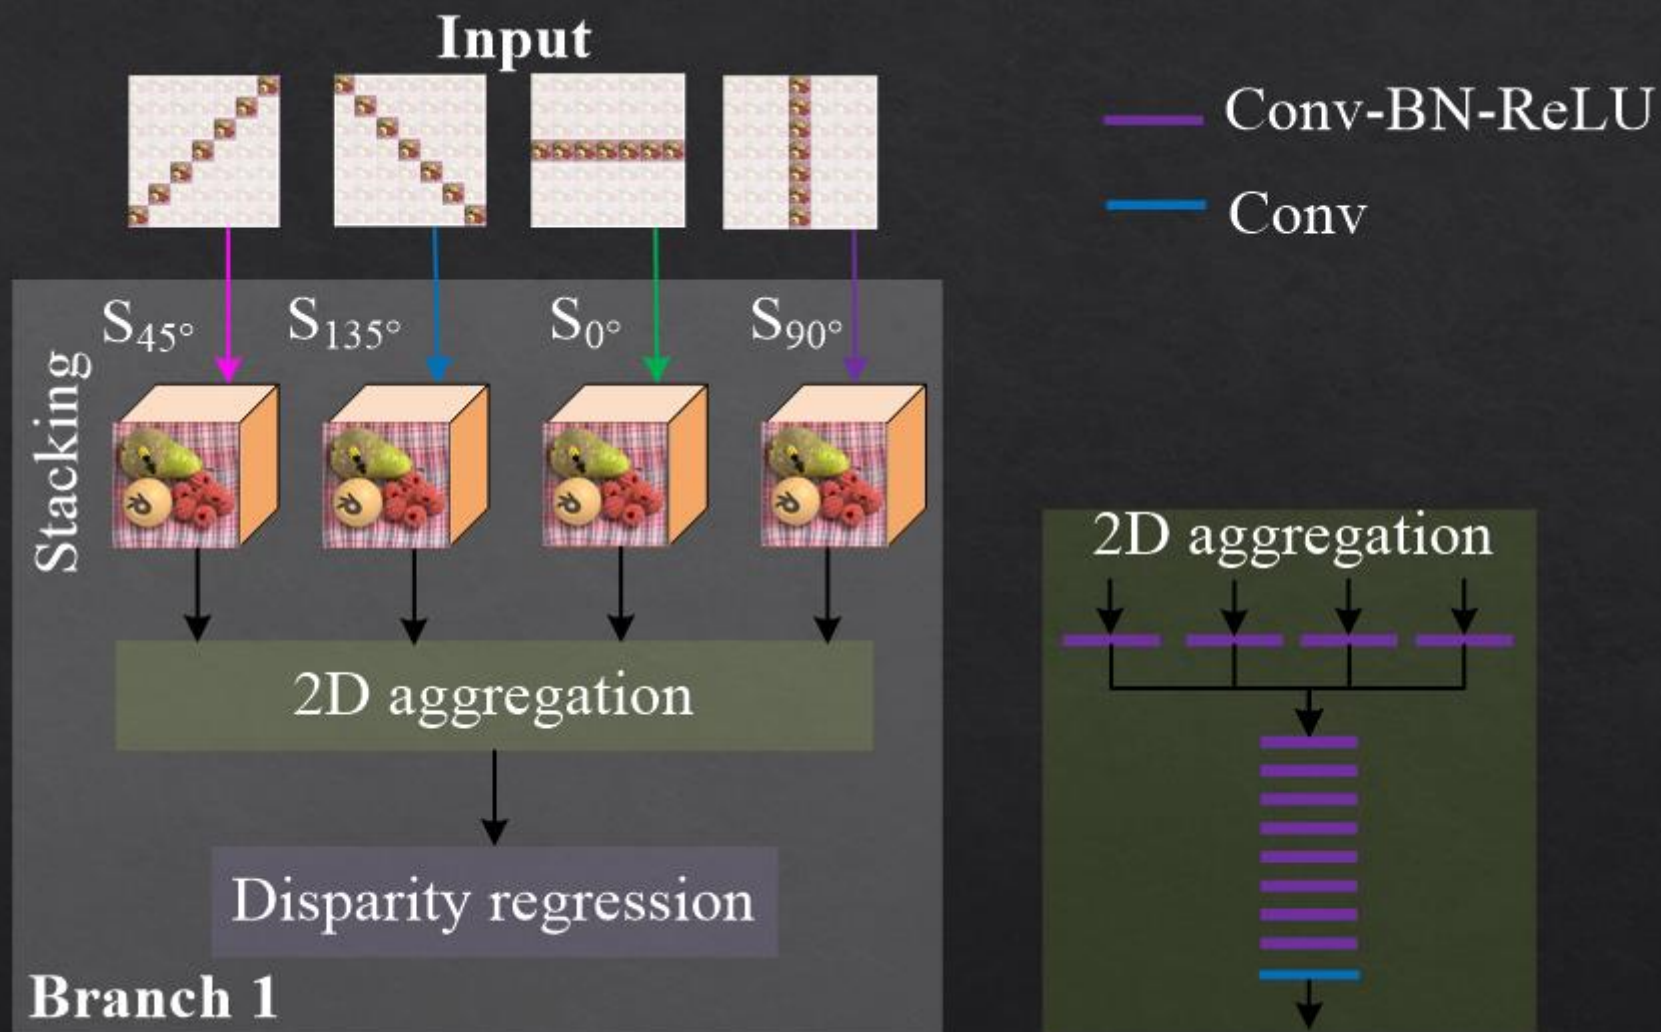 Input
Conv-BN-ReLU
Conv
S45°
S135°
S0°
S90°
Stacking
2D aggregation
Disparity regression
Branch 1
2D aggregation